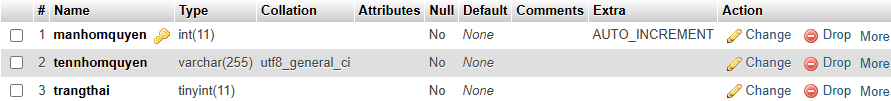 # Name Type Collation Attributes Null Default Comments Extra Action
1 manhomquyen int(11) No None AUTO_INCREMENT Change Drop More
2 tennhomquyen varchar(255) utf8_general_ci No None Change Drop More
3 trangthai tinyint(11) No None Change Drop More